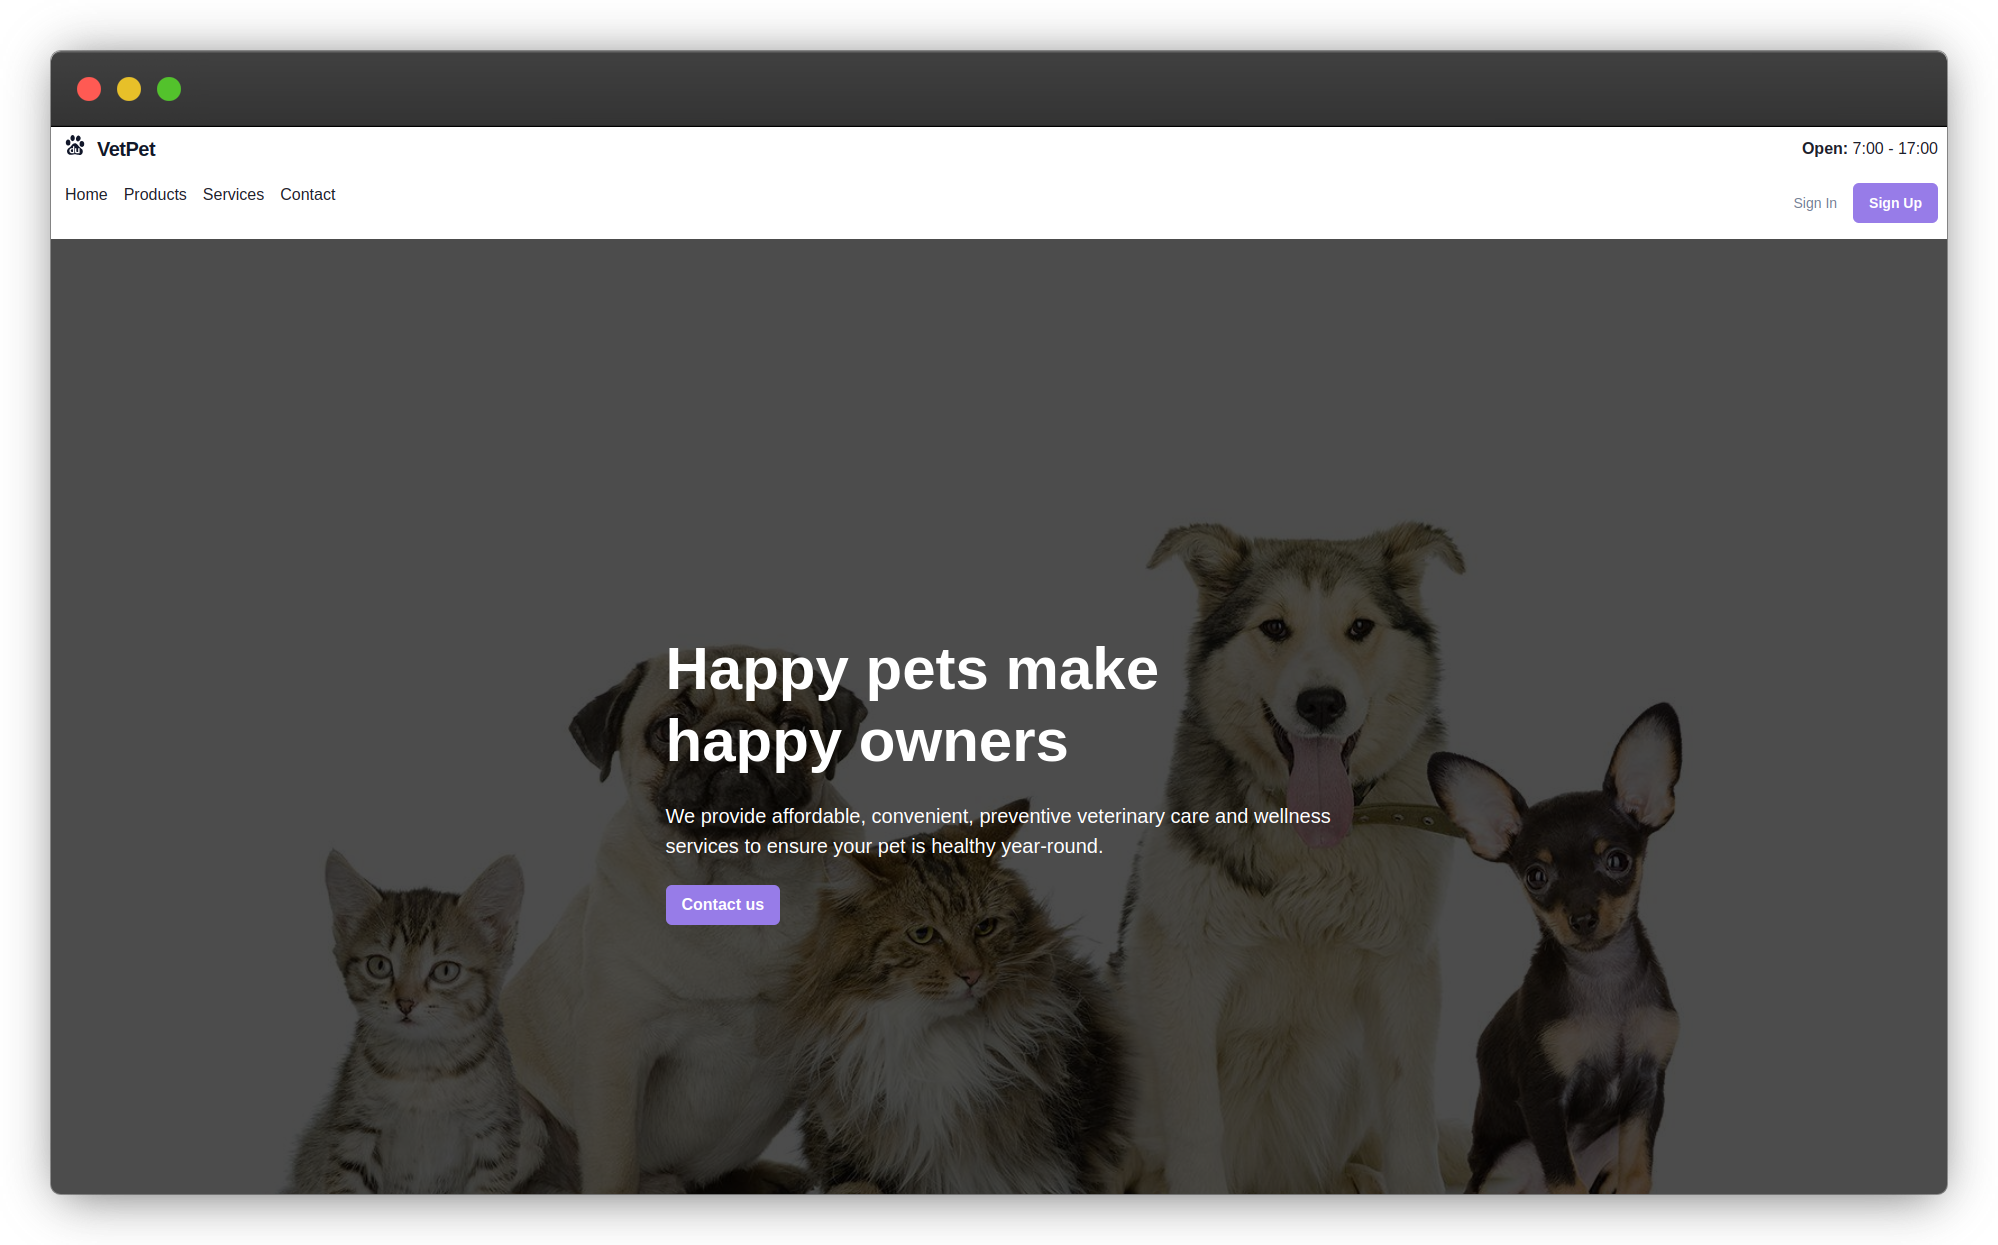 du VetPet
Open: 7:00 - 17:00
Home Products Services Contact
Sign In Sign Up
Happy pets make
happy owners
We provide affordable, convenient, preventive veterinary care and wellness
services to ensure your pet is healthy year-round.
Contact us